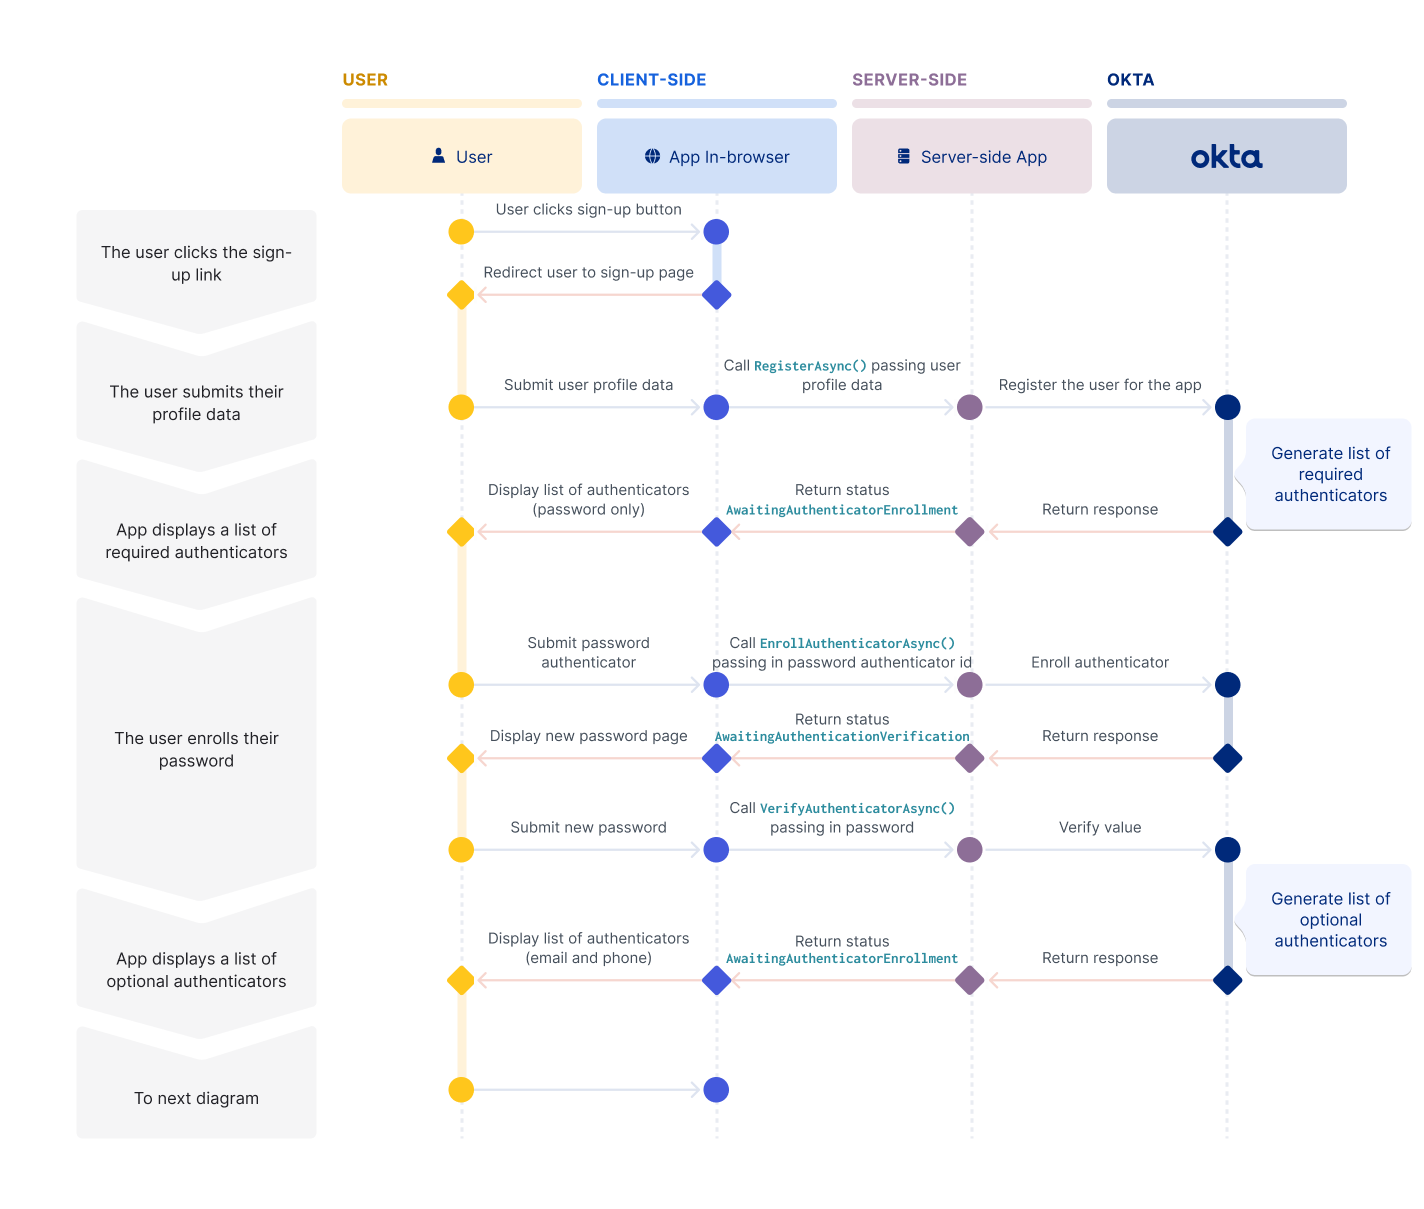 USER
CLIENT-SIDE
SERVER-SIDE
OKTA
User
App In-browser
Server-side App
okta
The user clicks the sign-
up link
User clicks sign-up button
Redirect user to sign-up page
The user submits their
profile data
Submit user profile data
Call RegisterAsync() passing user
profile data
Register the user for the app
Generate list of
required
authenticators
App displays a list of
required authenticators
Display list of authenticators
(password only)
Return status
AwaitingAuthenticatorEnrollment
Return response
The user enrolls their
password
Submit password
authenticator
Call EnrollAuthenticatorAsync()
passing in password authenticator id
Enroll authenticator
Display new password page
Return status
AwaitingAuthenticationVerification
Return response
Submit new password
Call VerifyAuthenticatorAsync()
passing in password
Verify value
Generate list of
optional
authenticators
App displays a list of
optional authenticators
Display list of authenticators
(email and phone)
Return status
AwaitingAuthenticatorEnrollment
Return response
To next diagram